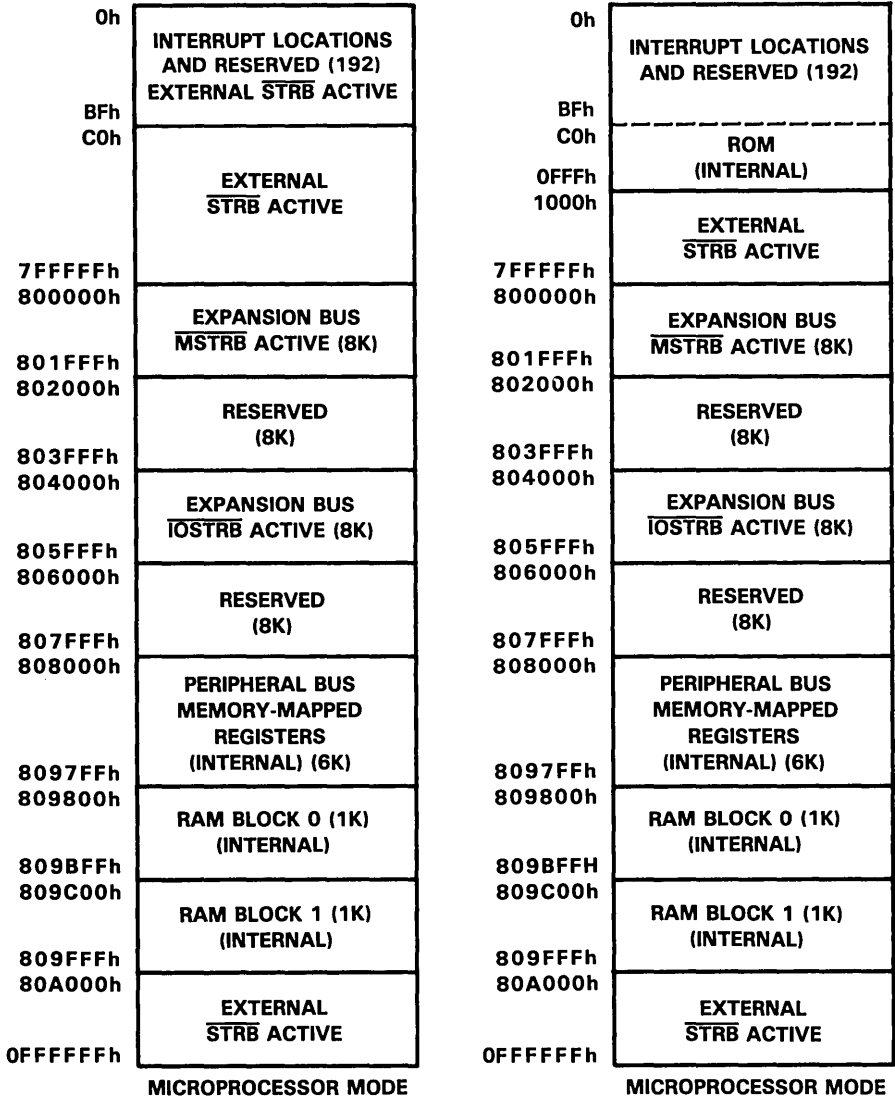 0h
INTERRUPT LOCATIONS
AND RESERVED (192)
EXTERNAL STRB ACTIVE
BFh
C0h
EXTERNAL
STRB ACTIVE
7FFFFFh
800000h
EXPANSION BUS
MSTRB ACTIVE (8K)
801FFFh
802000h
RESERVED
(8K)
803FFFh
804000h
EXPANSION BUS
IOSTRB ACTIVE (8K)
805FFFh
806000h
RESERVED
(8K)
807FFFh
808000h
PERIPHERAL BUS
MEMORY-MAPPED
REGISTERS
(INTERNAL) (6K)
8097FFh
809800h
RAM BLOCK 0 (1K)
(INTERNAL)
809BFFh
809C00h
RAM BLOCK 1 (1K)
(INTERNAL)
809FFFh
80A000h
EXTERNAL
STRB ACTIVE
0FFFFFFh
MICROPROCESSOR MODE
0h
INTERRUPT LOCATIONS
AND RESERVED (192)
BFh
C0h
ROM
(INTERNAL)
0FFFh
1000h
EXTERNAL
STRB ACTIVE
7FFFFFh
800000h
EXPANSION BUS
MSTRB ACTIVE (8K)
801FFFh
802000h
RESERVED
(8K)
803FFFh
804000h
EXPANSION BUS
IOSTRB ACTIVE (8K)
805FFFh
806000h
RESERVED
(8K)
807FFFh
808000h
PERIPHERAL BUS
MEMORY-MAPPED
REGISTERS
(INTERNAL) (6K)
8097FFh
809800h
RAM BLOCK 0 (1K)
(INTERNAL)
809BFFH
809C00h
RAM BLOCK 1 (1K)
(INTERNAL)
809FFFh
80A000h
EXTERNAL
STRB ACTIVE
0FFFFFFh
MICROPROCESSOR MODE